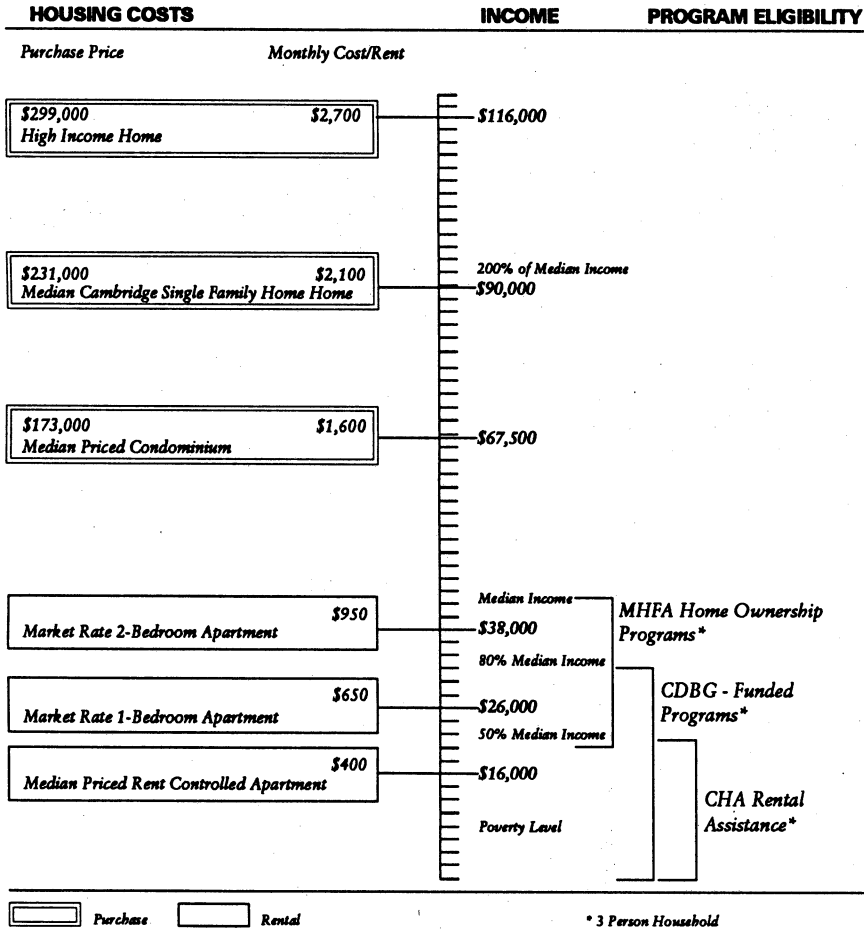 HOUSING COSTS INCOME PROGRAM ELIGIBILITY
Purchase Price Monthly Cost/Rent
$299,000 $2,700 $116,000
High Income Home
200% of Median Income
$231,000 $2,100
Median Cambridge Single Family Home Home $90,000
$173,000 $1,600
Median Priced Condominium $67,500
Median Income
$950
MHFA Home Ownership
Programs*
Market Rate 2-Bedroom Apartment $38,000
80% Median Income
CDBG - Funded
Programs*
$650
Market Rate 1-Bedroom Apartment $26,000
50% Median Income
$400
Median Priced Rent Controlled Apartment $16,000
CHA Rental
Assistance*
Poverty Level
Purchase Rental * 3 Person Household